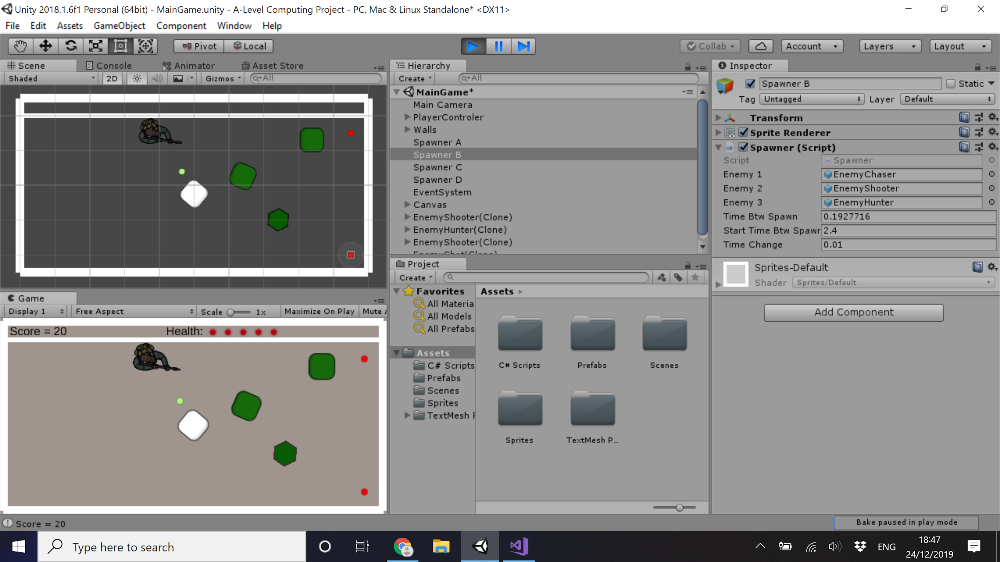 Unity 2018.1.6f1 Personal (64bit) - MainGame.unity - A-Level Computing Project - PC, Mac & Linux Standalone* <DX11>
File Edit Assets GameObject Component Window Help
Pivot Local Collab Account Layers Layout
Scene Console Animator Asset Store
Shaded 2D Gizmos All
Hierarchy
Create All
MainGame*
Main Camera
PlayerControler
Walls
Spawner A
Spawner B
Spawner C
Spawner D
EventSystem
Canvas
EnemyShooter(Clone)
EnemyHunter(Clone)
EnemyShooter(Clone)
EnemyShot(Clone)
Inspector
Spawner B Static
Tag Untagged Layer Default
Transform
Sprite Renderer
Spawner (Script)
Script Spawner
Enemy 1 EnemyChaser
Enemy 2 EnemyShooter
Enemy 3 EnemyHunter
Time Btw Spawn 0.1927716
Start Time Btw Spawr 2.4
Time Change 0.01
Sprites-Default
Shader Sprites/Default
Add Component
Game
Display 1 Free Aspect Scale 1x Maximize On Play Mute A
Score = 20 Health:
Project
Create
Favorites
All Materia
All Models
All Prefabs
Assets
C# Scripts
Prefabs
Scenes
Sprites
TextMesh P
Assets
C# Scripts Prefabs Scenes
Sprites TextMesh P...
Score = 20
Bake paused in play mode
Type here to search
ENG
18:47
24/12/2019